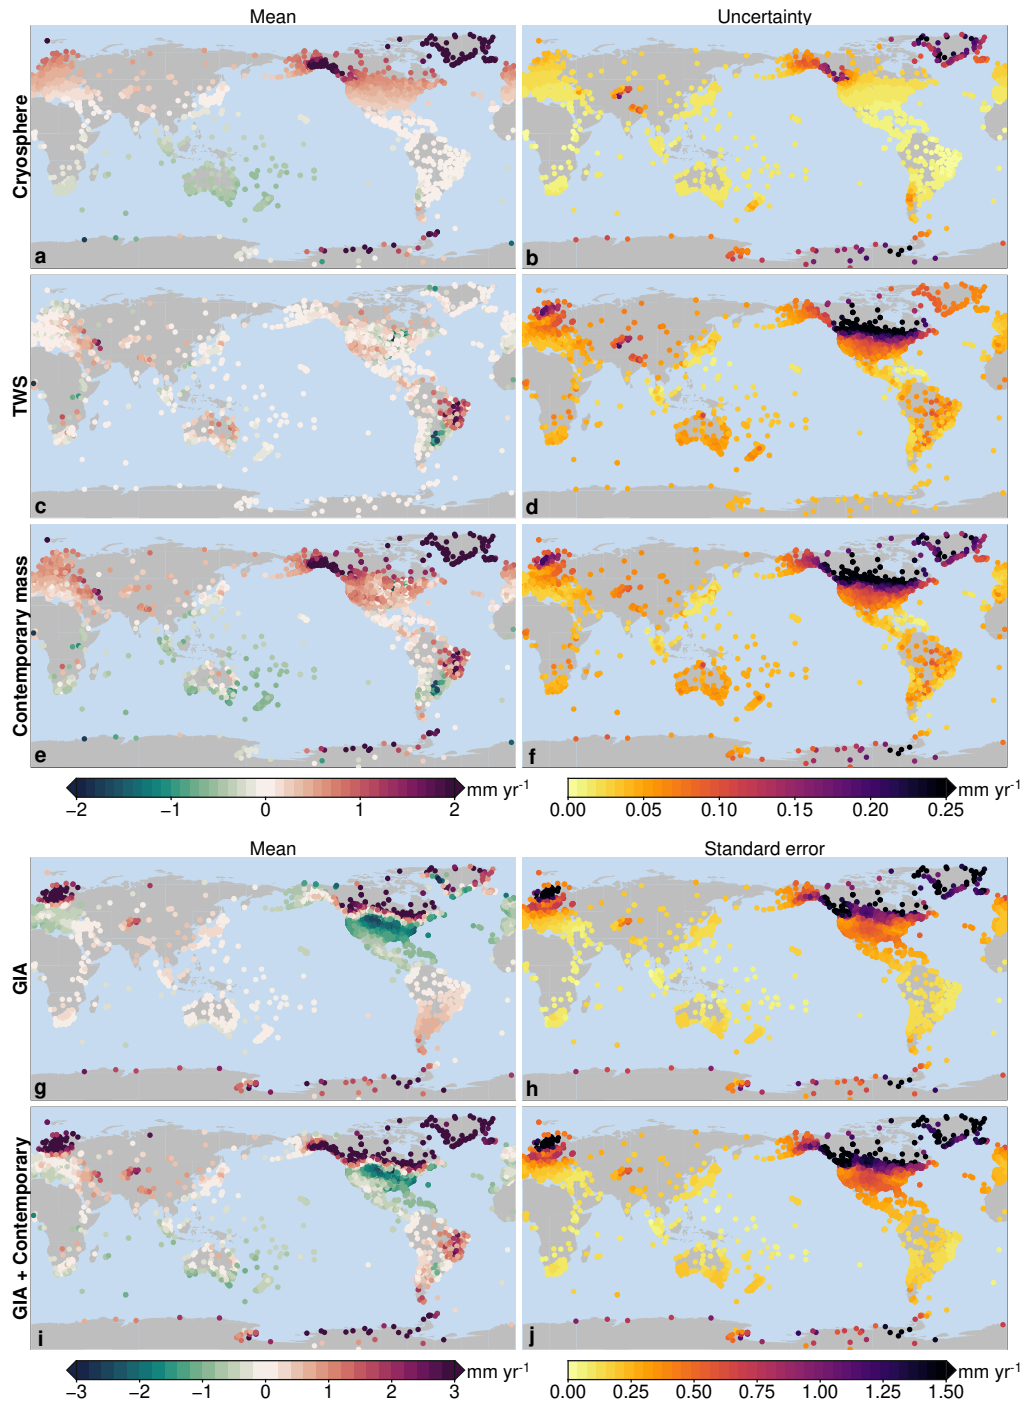 Mean
Uncertainty
Cryosphere
a
b
TWS
c
d
Contemporary mass
e
f
−2
−1
0
1
2
mm yr⁻¹
0.00
0.05
0.10
0.15
0.20
0.25
mm yr⁻¹
Mean
Standard error
GIA
g
h
GIA + Contemporary
i
j
−3
−2
−1
0
1
2
3
mm yr⁻¹
0.00
0.25
0.50
0.75
1.00
1.25
1.50
mm yr⁻¹